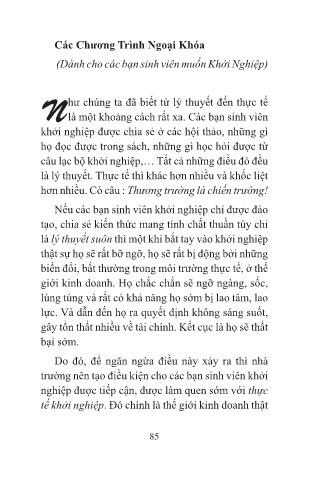 Các Chương Trình Ngoại Khóa
(Dành cho các bạn sinh viên muốn Khởi Nghiệp)
Như chúng ta đã biết từ lý thuyết đến thực tế
là một khoảng cách rất xa. Các bạn sinh viên
khởi nghiệp được chia sẻ ở các hội thảo, những gì
họ đọc được trong sách, những gì học hỏi được từ
câu lạc bộ khởi nghiệp,… Tất cả những điều đó đều
là lý thuyết. Thực tế thì khác hơn nhiều và khốc liệt
hơn nhiều. Có câu : Thương trường là chiến trường!
Nếu các bạn sinh viên khởi nghiệp chỉ được đào
tạo, chia sẻ kiến thức mang tính chất thuần túy chỉ
là lý thuyết suôn thì một khi bắt tay vào khởi nghiệp
thật sự họ sẽ rất bỡ ngỡ, họ sẽ rất bị động bởi những
biến đổi, bất thường trong môi trường thực tế, ở thế
giới kinh doanh. Họ chắc chắn sẽ ngỡ ngàng, sốc,
lúng túng và rất có khả năng họ sớm bị lao tâm, lao
lực. Và dẫn đến họ ra quyết định không sáng suốt,
gây tổn thất nhiều về tài chính. Kết cục là họ sẽ thất
bại sớm.
Do đó, để ngăn ngừa điều này xảy ra thì nhà
trường nên tạo điều kiện cho các bạn sinh viên khởi
nghiệp được tiếp cận, được làm quen sớm với thực
tế khởi nghiệp. Đó chính là thế giới kinh doanh thật
85